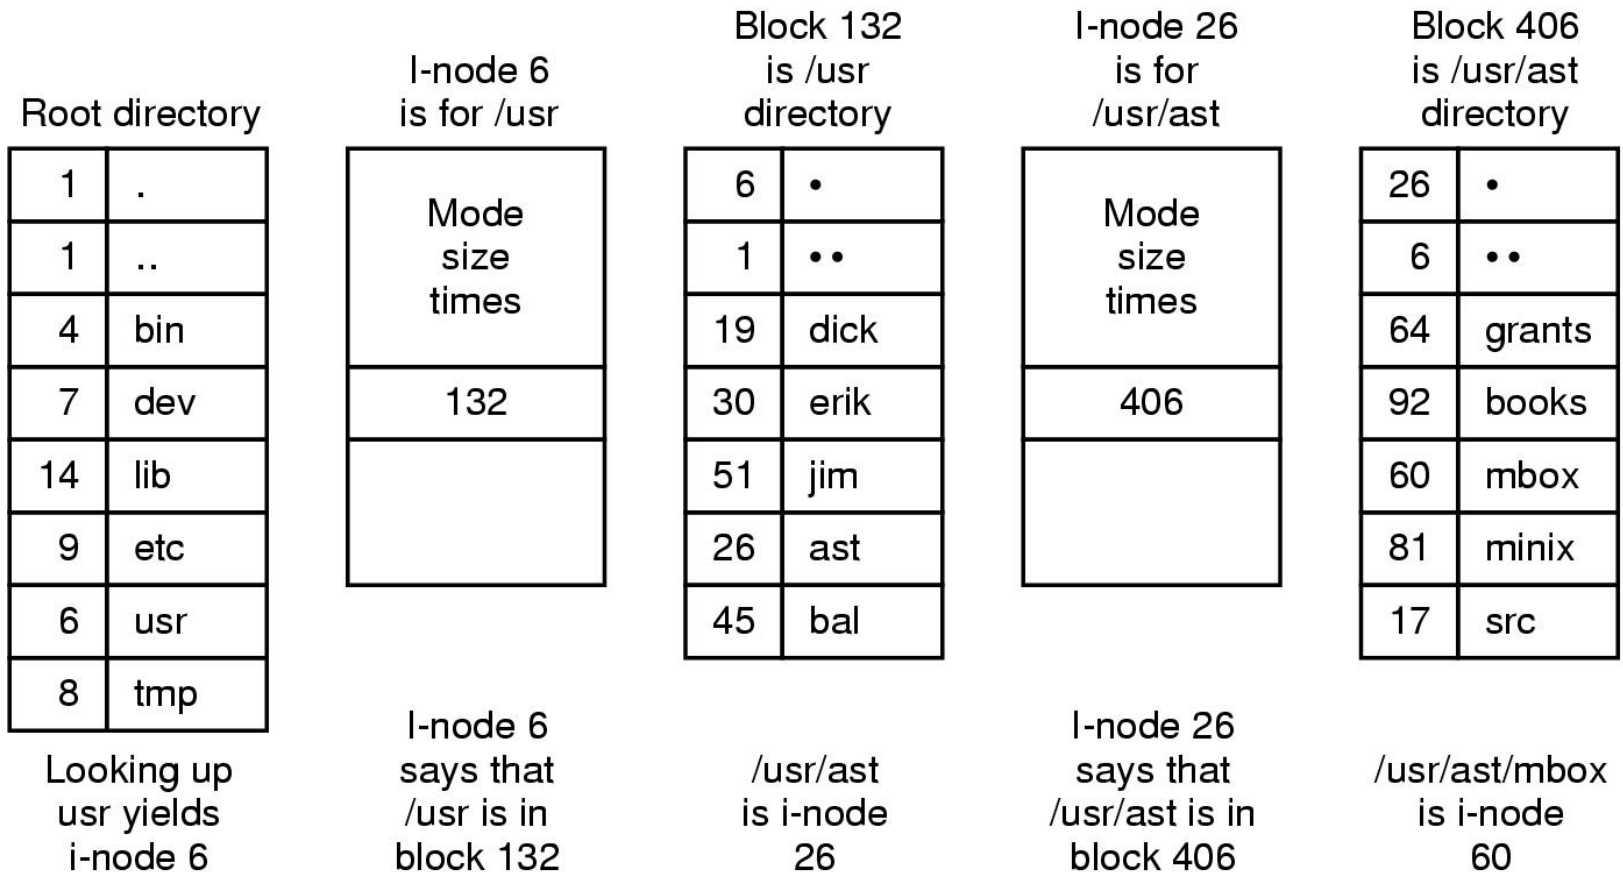 Root directory
1 .
1 ..
4 bin
7 dev
14 lib
9 etc
6 usr
8 tmp
Looking up
usr yields
i-node 6
I-node 6
is for /usr
Mode
size
times
132
I-node 6
says that
/usr is in
block 132
Block 132
is /usr
directory
6 •
1 ••
19 dick
30 erik
51 jim
26 ast
45 bal
/usr/ast
is i-node
26
I-node 26
is for
/usr/ast
Mode
size
times
406
I-node 26
says that
/usr/ast is in
block 406
Block 406
is /usr/ast
directory
26 •
6 ••
64 grants
92 books
60 mbox
81 minix
17 src
/usr/ast/mbox
is i-node
60